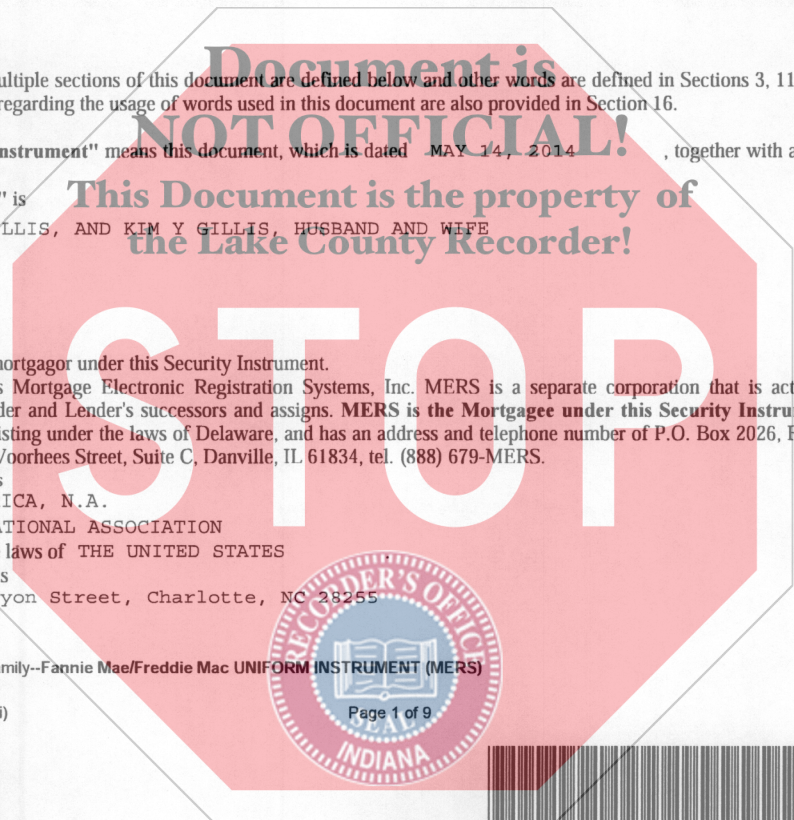 Document is
ultiple sections of this document are defined below and other words are defined in Sections 3, 11
regarding the usage of words used in this document are also provided in Section 16.
NOT OFFICIAL!
nstrument" means this document, which is dated MAY 14, 2014 , together with a
This Document is the property of
" is
LLIS, AND KIM Y GILLIS, HUSBAND AND WIFE
the Lake County Recorder!
STOP
mortgagor under this Security Instrument.
s Mortgage Electronic Registration Systems, Inc. MERS is a separate corporation that is act
der and Lender's successors and assigns. MERS is the Mortgagee under this Security Instru
isting under the laws of Delaware, and has an address and telephone number of P.O. Box 2026, F
Voorhees Street, Suite C, Danville, IL 61834, tel. (888) 679-MERS.
s
ICA, N.A.
ATIONAL ASSOCIATION
laws of THE UNITED STATES
s
yon Street, Charlotte, NC 28255
RECORDER'S OFFICE
mily--Fannie Mae/Freddie Mac UNIFORM INSTRUMENT (MERS)
i)
Page 1 of 9
SEAL
INDIANA